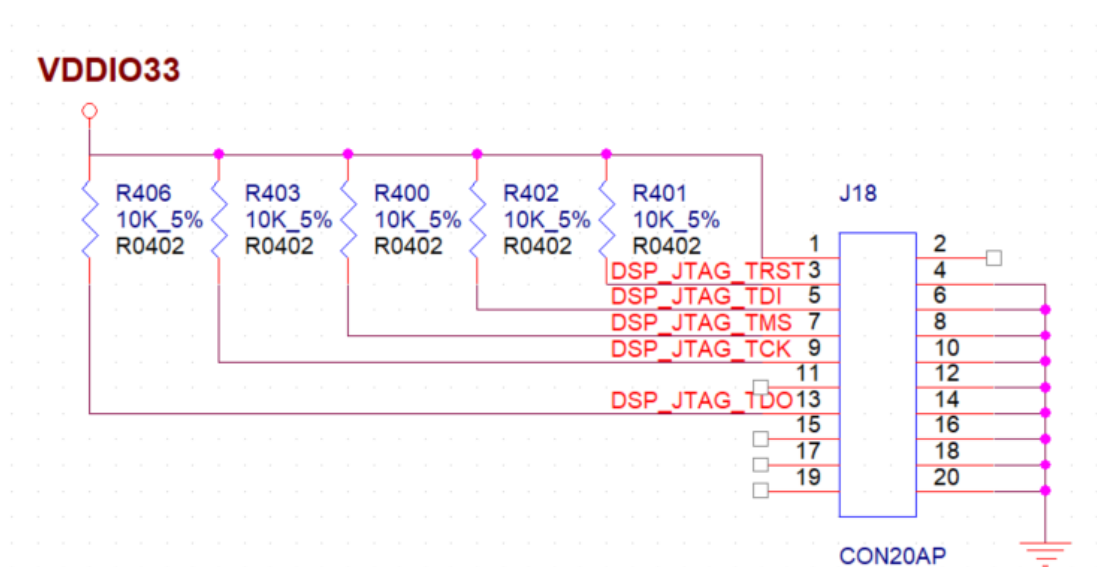 VDDIO33
R406
10K_5%
R0402
R403
10K_5%
R0402
R400
10K_5%
R0402
R402
10K_5%
R0402
R401
10K_5%
R0402
J18
1 2
DSP_JTAG_TRST 3 4
DSP_JTAG_TDI 5 6
DSP_JTAG_TMS 7 8
DSP_JTAG_TCK 9 10
11 12
DSP_JTAG_TDO 13 14
15 16
17 18
19 20
CON20AP